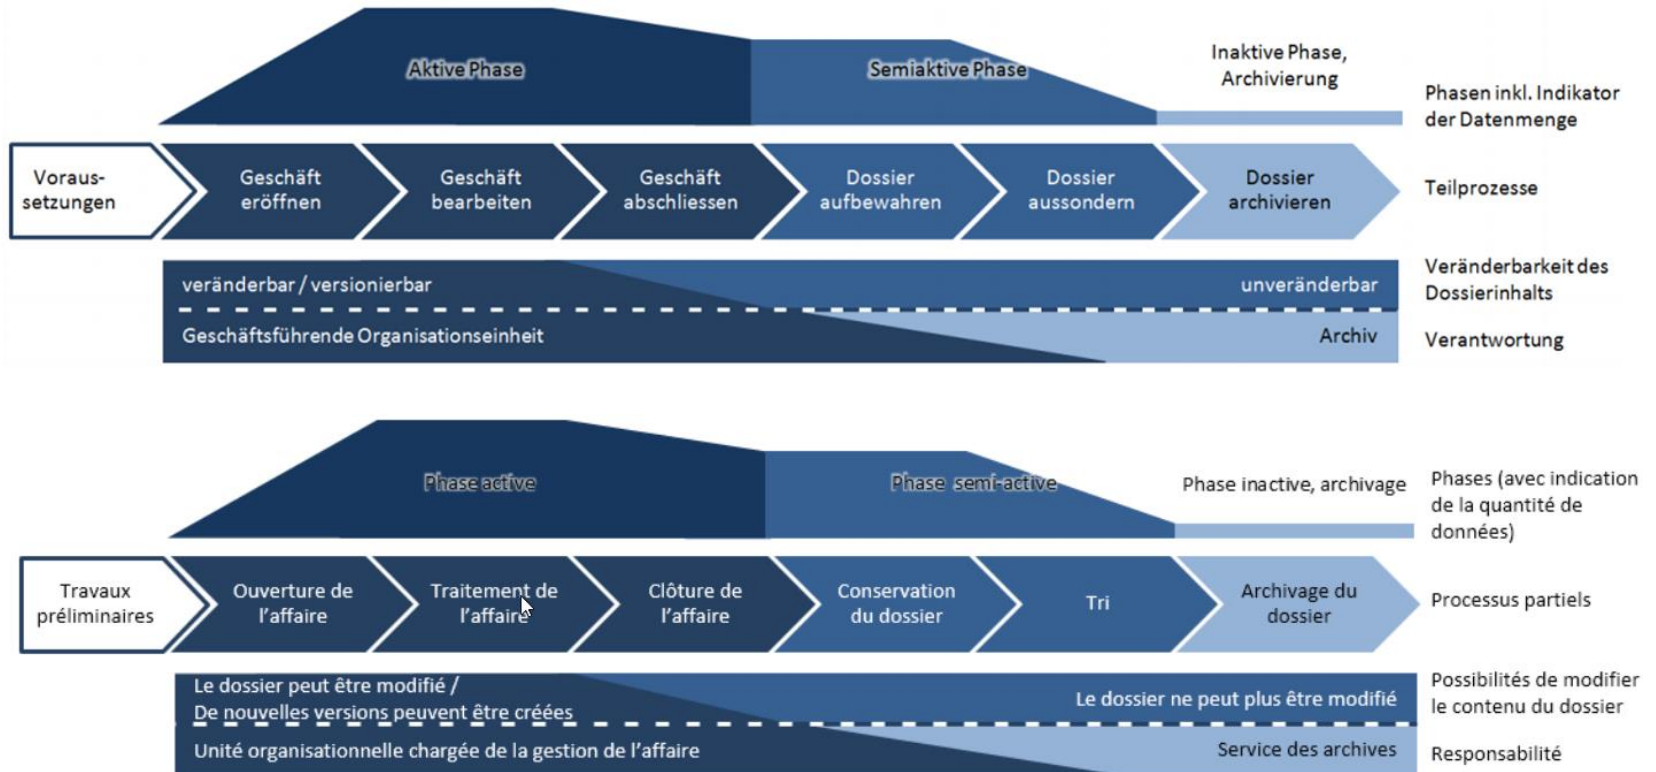 Aktive Phase
Semiaktive Phase
Inaktive Phase,
Archivierung
Phasen inkl. Indikator
der Datenmenge
Voraus-
setzungen
Geschäft
eröffnen
Geschäft
bearbeiten
Geschäft
abschliessen
Dossier
aufbewahren
Dossier
aussondern
Dossier
archivieren
Teilprozesse
veränderbar / versionierbar
unveränderbar
Veränderbarkeit des
Dossierinhalts
Geschäftsführende Organisationseinheit
Archiv
Verantwortung
Phase active
Phase semi-active
Phase inactive, archivage
Phases (avec indication
de la quantité de
données)
Travaux
préliminaires
Ouverture de
l'affaire
Traitement de
l'affaire
Clôture de
l'affaire
Conservation
du dossier
Tri
Archivage du
dossier
Processus partiels
Le dossier peut être modifié /
De nouvelles versions peuvent être créées
Le dossier ne peut plus être modifié
Possibilités de modifier
le contenu du dossier
Unité organisationnelle chargée de la gestion de l'affaire
Service des archives
Responsabilité